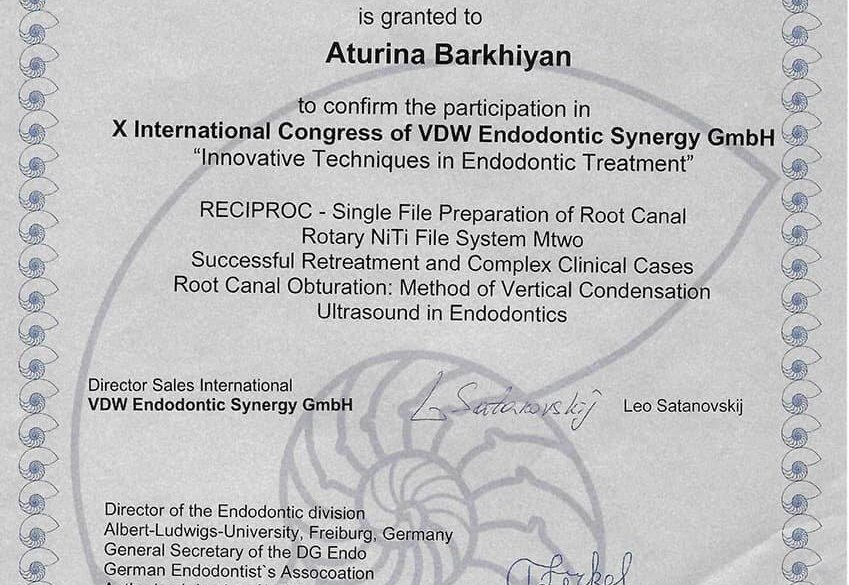 is granted to
Aturina Barkhiyan
to confirm the participation in
X International Congress of VDW Endodontic Synergy GmbH
“Innovative Techniques in Endodontic Treatment”
RECIPROC - Single File Preparation of Root Canal
Rotary NiTi File System Mtwo
Successful Retreatment and Complex Clinical Cases
Root Canal Obturation: Method of Vertical Condensation
Ultrasound in Endodontics
Director Sales International
VDW Endodontic Synergy GmbH
L. Satanovskij
Leo Satanovskij
Director of the Endodontic division
Albert-Ludwigs-University, Freiburg, Germany
General Secretary of the DG Endo
German Endodontist`s Assocoation